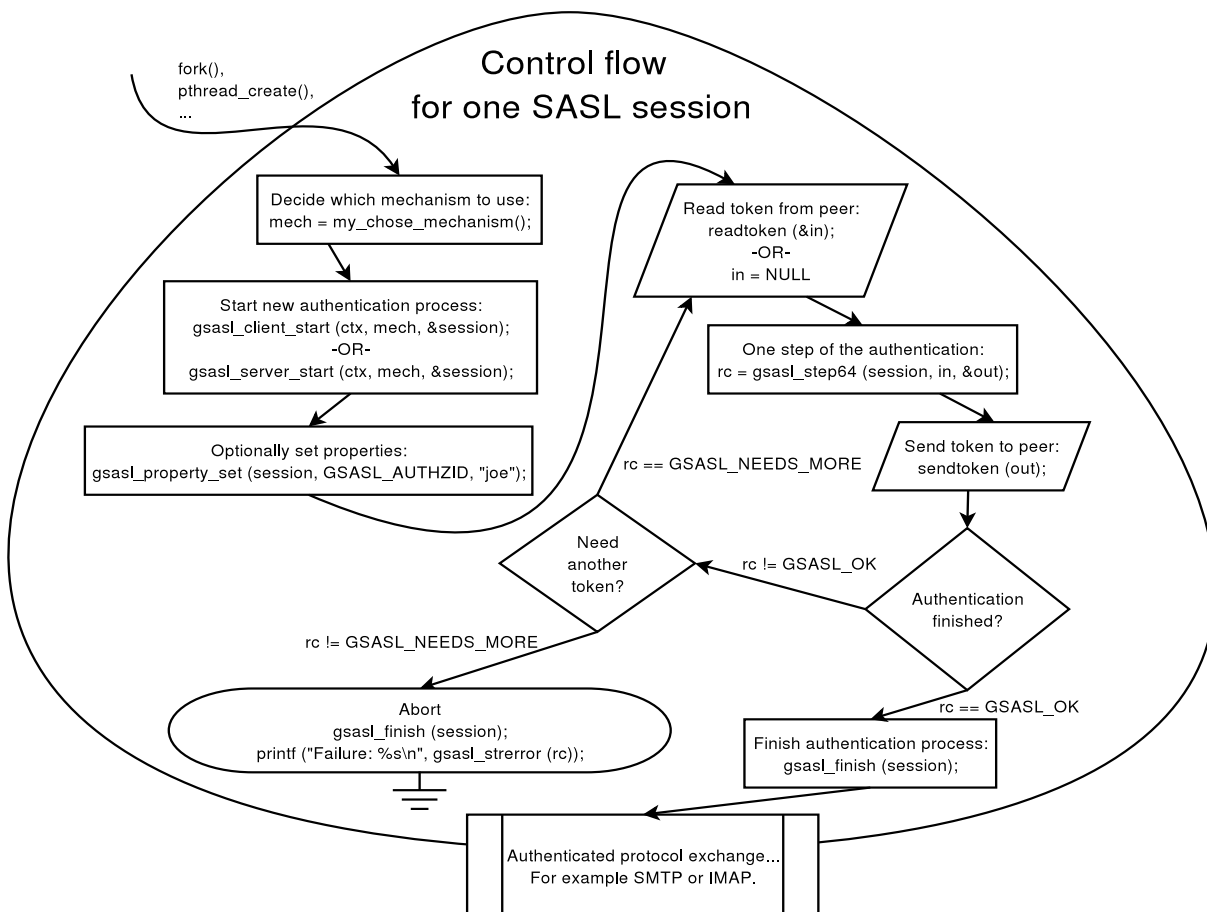 fork(),
pthread_create(),
...
Control flow
for one SASL session
Decide which mechanism to use:
mech = my_chose_mechanism();
Start new authentication process:
gsasl_client_start (ctx, mech, &session);
-OR-
gsasl_server_start (ctx, mech, &session);
Optionally set properties:
gsasl_property_set (session, GSASL_AUTHZID, "joe");
Read token from peer:
readtoken (&in);
-OR-
in = NULL
One step of the authentication:
rc = gsasl_step64 (session, in, &out);
Send token to peer:
sendtoken (out);
Authentication
finished?
rc != GSASL_OK
Need
another
token?
rc == GSASL_NEEDS_MORE
rc != GSASL_NEEDS_MORE
Abort
gsasl_finish (session);
printf ("Failure: %s\n", gsasl_strerror (rc));
rc == GSASL_OK
Finish authentication process:
gsasl_finish (session);
Authenticated protocol exchange...
For example SMTP or IMAP.